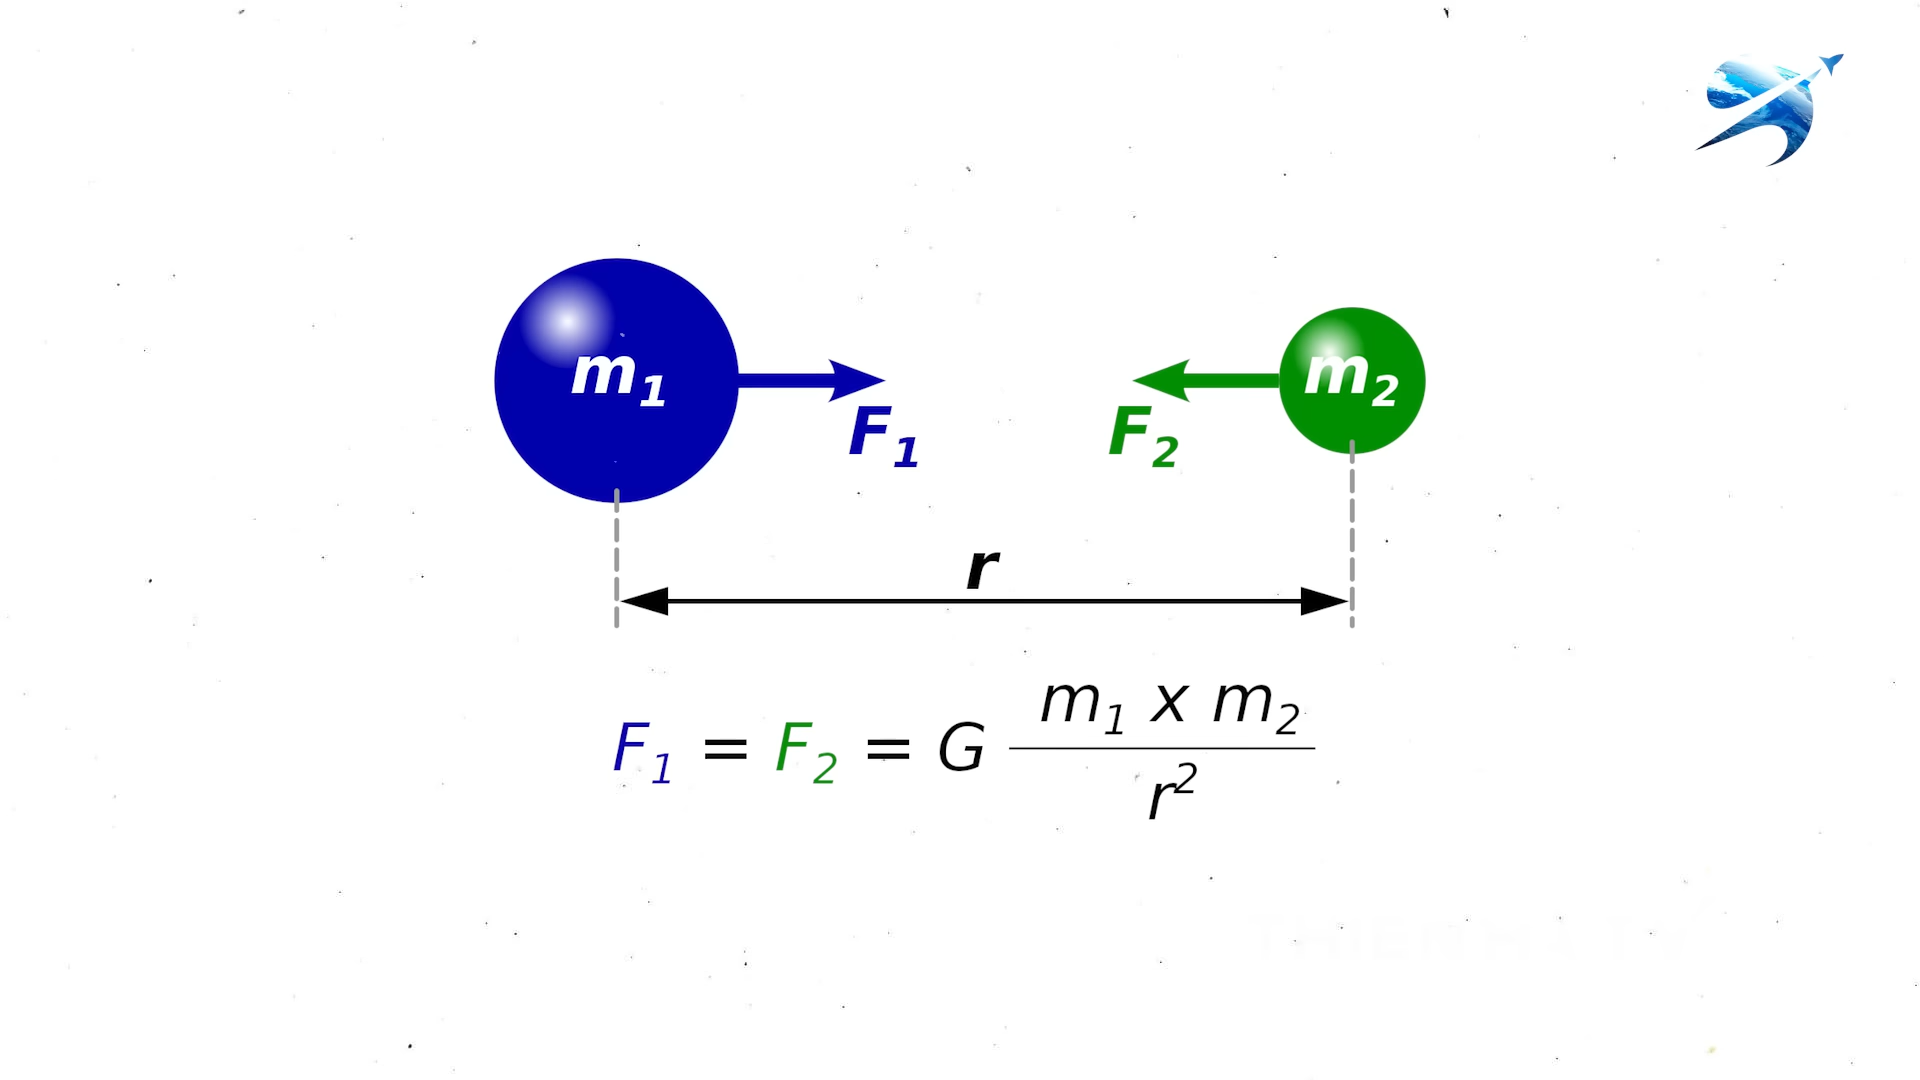 m₁ m₂
F₁ F₂
r
F₁ = F₂ = G (m₁ x m₂) / r²